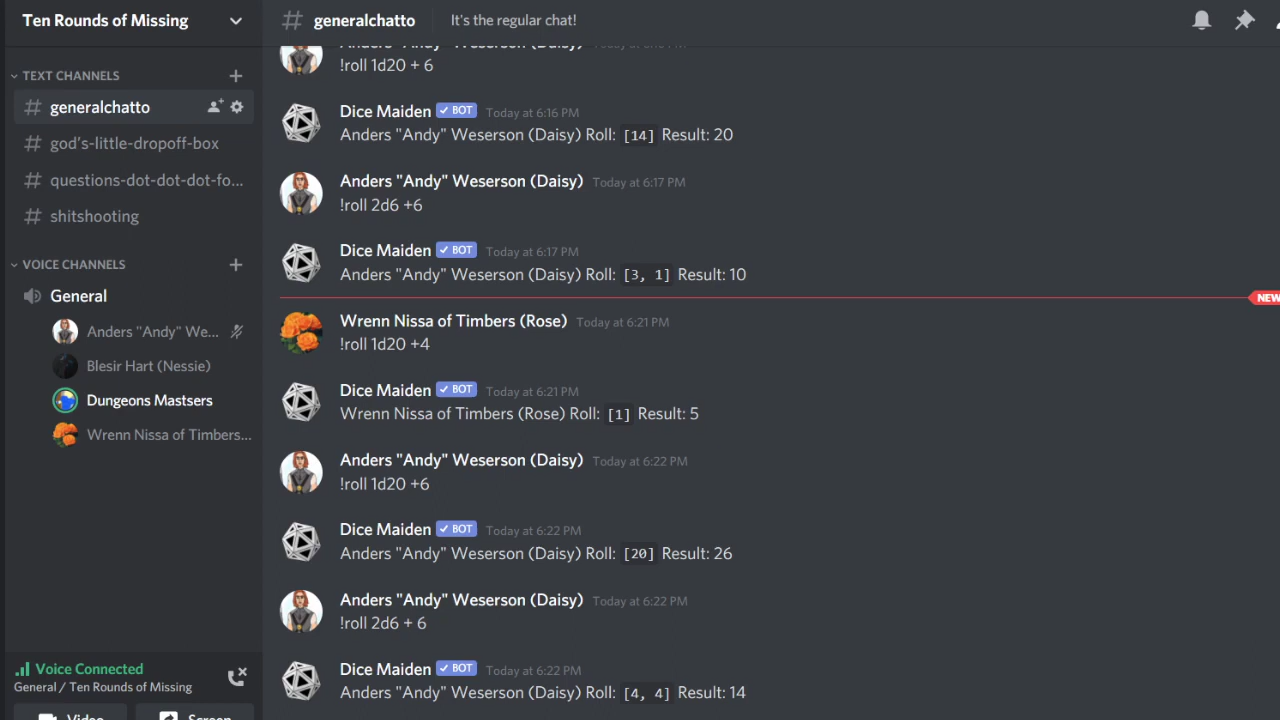 Ten Rounds of Missing
TEXT CHANNELS
generalchatto
god's-little-dropoff-box
questions-dot-dot-dot-fo...
shitshooting
VOICE CHANNELS
General
Anders "Andy" We...
Blesir Hart (Nessie)
Dungeons Mastsers
Wrenn Nissa of Timbers...
Voice Connected
General / Ten Rounds of Missing
Video
Screen
# generalchatto
It's the regular chat!
Anders "Andy" Weserson (Daisy)
!roll 1d20 + 6
Dice Maiden ✓ BOT Today at 6:16 PM
Anders "Andy" Weserson (Daisy) Roll: [14] Result: 20
Anders "Andy" Weserson (Daisy) Today at 6:17 PM
!roll 2d6 +6
Dice Maiden ✓ BOT Today at 6:17 PM
Anders "Andy" Weserson (Daisy) Roll: [3, 1] Result: 10
NEW
Wrenn Nissa of Timbers (Rose) Today at 6:21 PM
!roll 1d20 +4
Dice Maiden ✓ BOT Today at 6:21 PM
Wrenn Nissa of Timbers (Rose) Roll: [1] Result: 5
Anders "Andy" Weserson (Daisy) Today at 6:22 PM
!roll 1d20 +6
Dice Maiden ✓ BOT Today at 6:22 PM
Anders "Andy" Weserson (Daisy) Roll: [20] Result: 26
Anders "Andy" Weserson (Daisy) Today at 6:22 PM
!roll 2d6 + 6
Dice Maiden ✓ BOT Today at 6:22 PM
Anders "Andy" Weserson (Daisy) Roll: [4, 4] Result: 14